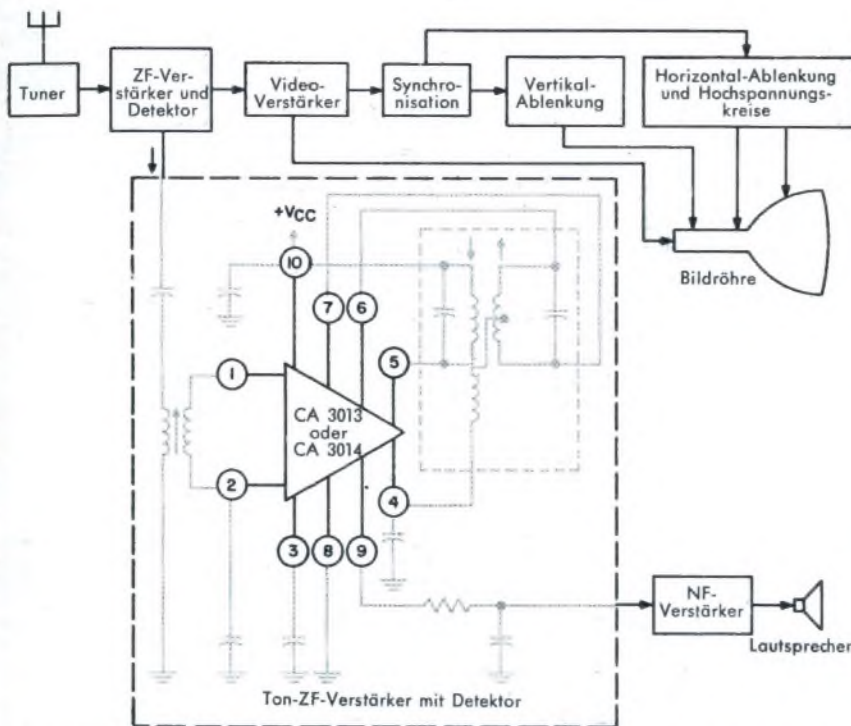 Tuner
ZF-Ver-
stärker und
Detektor
Video-
Verstärker
Synchro-
nisation
Vertikal-
Ablenkung
Horizontal-Ablenkung
und Hochspannungs-
kreise
Bildröhre
+VCC
10
7
6
5
1
CA 3013
oder
CA 3014
2
4
3
8
9
NF-
Verstärker
Lautsprecher
Ton-ZF-Verstärker mit Detektor